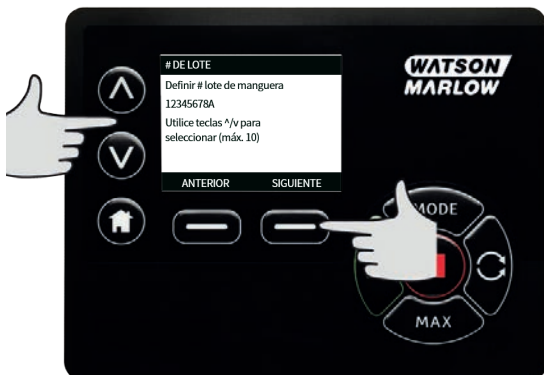 # DE LOTE
Definir # lote de manguera
12345678A
Utilice teclas ^/v para
seleccionar (máx. 10)
ANTERIOR SIGUIENTE
WATSON
MARLOW
MODE
MAX